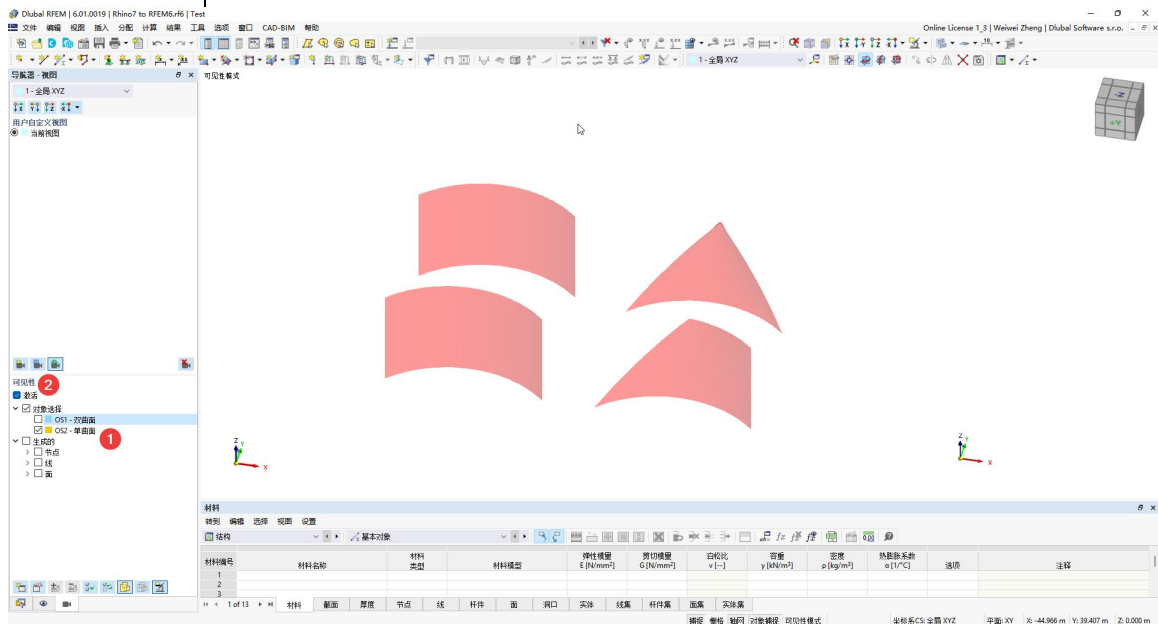 Dlubal RFEM | 6.01.0019 | Rhino7 to RFEM6.rf6 | Test
文件 编辑 视图 插入 分配 计算 结果 工具 选项 窗口 CAD-BIM 帮助
Online License 1_3 | Weiwei Zheng | Dlubal Software s.r.o.
1 - 全局 XYZ
导航器 - 视图
可见性模式
1 - 全局 XYZ
用户自定义视图
当前视图
-Z
+Y
可见性
2
激活
对象选择
OS1 - 双曲面
OS2 - 单曲面
1
生成的
节点
线
面
Z
Y
X
Z
Y
X
材料
转到 编辑 选择 视图 设置
结构
基本对象
材料编号
材料名称
材料类型
材料模型
弹性模量 E [N/mm²]
剪切模量 G [N/mm²]
泊松比 ν [--]
容重 γ [kN/m³]
密度 ρ [kg/m³]
热膨胀系数 α [1/°C]
选项
注释
1
2
3
1 of 13
材料 截面 厚度 节点 线 杆件 面 洞口 实体 线集 杆件集 面集 实体集
捕捉 栅格 轴网 对象捕捉 可见性模式
坐标系CS: 全局 XYZ
平面: XY
X: -44.966 m Y: 39.407 m Z: 0.000 m